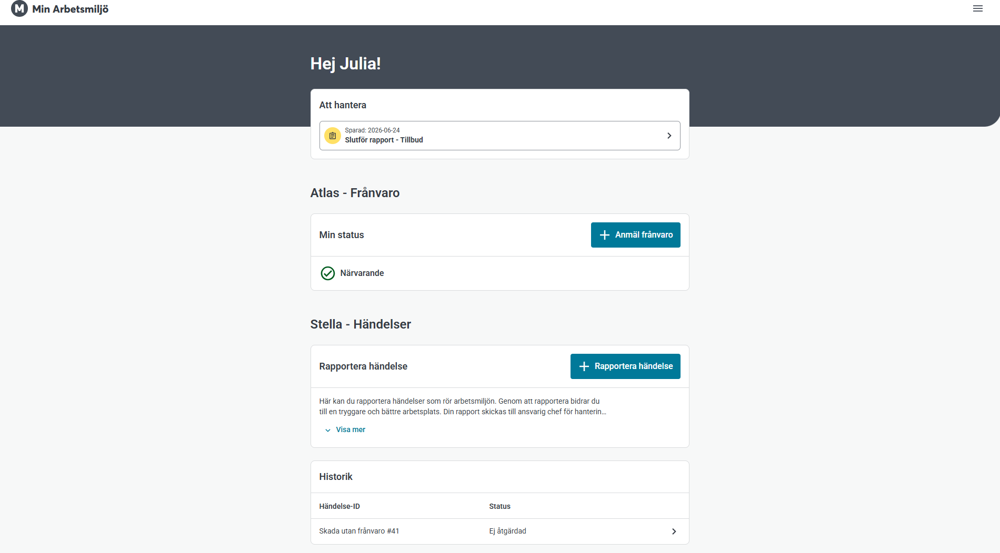 M Min Arbetsmiljö
Hej Julia!
Att hantera
Sparad: 2026-06-24
Slutför rapport - Tillbud
Atlas - Frånvaro
Min status
Anmäl frånvaro
Närvarande
Stella - Händelser
Rapportera händelse
Rapportera händelse
Här kan du rapportera händelser som rör arbetsmiljön. Genom att rapportera bidrar du
till en tryggare och bättre arbetsplats. Din rapport skickas till ansvarig chef för hanterin…
Visa mer
Historik
Händelse-ID Status
Skada utan frånvaro #41 Ej åtgärdad